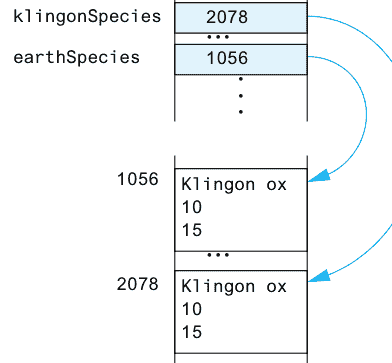 klingonSpecies 2078
...
earthSpecies 1056
.
.
.
1056
Klingon ox
10
15
...
2078
Klingon ox
10
15